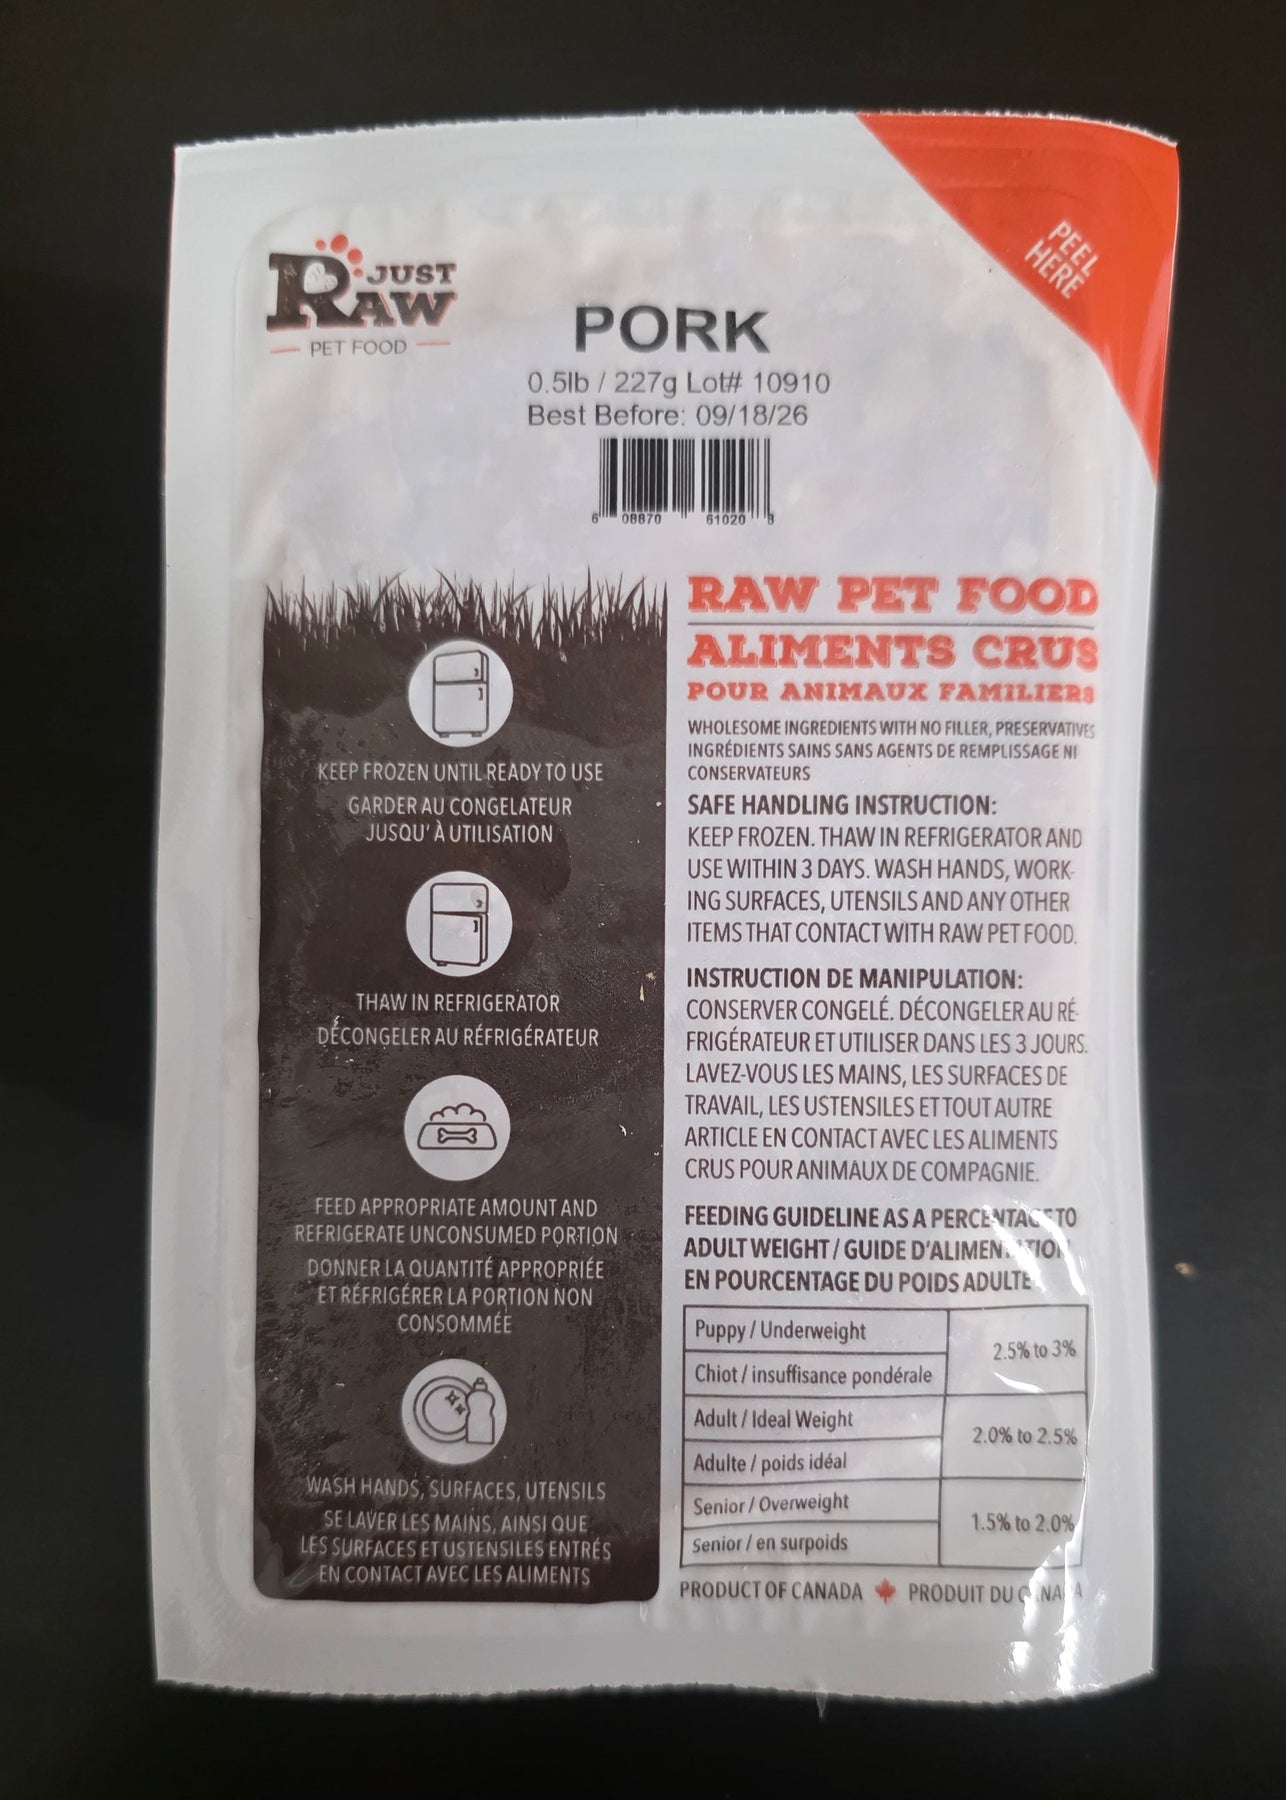 JUST
RAW
PET FOOD
PEEL
HERE
PORK
0.5lb / 227g Lot# 10910
Best Before: 09/18/26
6 08870 61020 8
RAW PET FOOD
ALIMENTS CRUS
POUR ANIMAUX FAMILIERS
WHOLESOME INGREDIENTS WITH NO FILLER, PRESERVATIVES
INGRÉDIENTS SAINS SANS AGENTS DE REMPLISSAGE NI
CONSERVATEURS
SAFE HANDLING INSTRUCTION:
KEEP FROZEN. THAW IN REFRIGERATOR AND
USE WITHIN 3 DAYS. WASH HANDS, WORK-
ING SURFACES, UTENSILS AND ANY OTHER
ITEMS THAT CONTACT WITH RAW PET FOOD.
INSTRUCTION DE MANIPULATION:
CONSERVER CONGELÉ. DÉCONGELER AU RÉ-
FRIGÉRATEUR ET UTILISER DANS LES 3 JOURS.
LAVEZ-VOUS LES MAINS, LES SURFACES DE
TRAVAIL, LES USTENSILES ET TOUT AUTRE
ARTICLE EN CONTACT AVEC LES ALIMENTS
CRUS POUR ANIMAUX DE COMPAGNIE.
FEEDING GUIDELINE AS A PERCENTAGE TO
ADULT WEIGHT / GUIDE D'ALIMENTATION
EN POURCENTAGE DU POIDS ADULTE
Puppy / Underweight
2.5% to 3%
Chiot / insuffisance pondérale
Adult / Ideal Weight
2.0% to 2.5%
Adulte / poids idéal
Senior / Overweight
1.5% to 2.0%
Senior / en surpoids
PRODUCT OF CANADA PRODUIT DU CANADA
KEEP FROZEN UNTIL READY TO USE
GARDER AU CONGELATEUR
JUSQU' À UTILISATION
THAW IN REFRIGERATOR
DÉCONGELER AU RÉFRIGÉRATEUR
FEED APPROPRIATE AMOUNT AND
REFRIGERATE UNCONSUMED PORTION
DONNER LA QUANTITÉ APPROPRIÉE
ET RÉFRIGÉRER LA PORTION NON
CONSOMMÉE
WASH HANDS, SURFACES, UTENSILS
SE LAVER LES MAINS, AINSI QUE
LES SURFACES ET USTENSILES ENTRÉS
EN CONTACT AVEC LES ALIMENTS